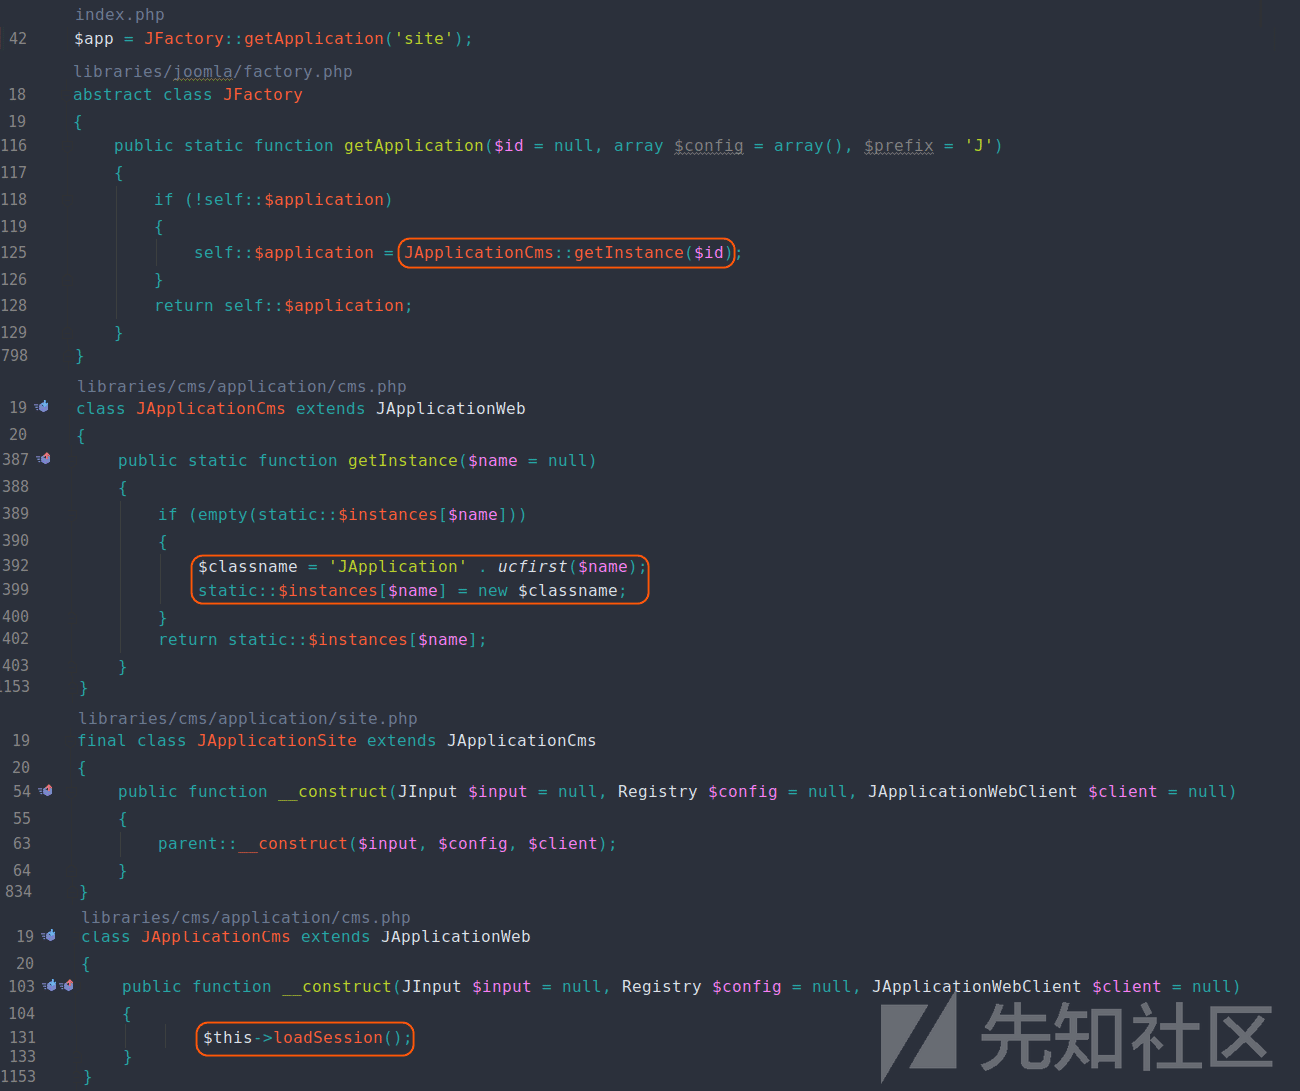 index.php
42 $app = JFactory::getApplication('site');
libraries/joomla/factory.php
18 abstract class JFactory
19 {
116 public static function getApplication($id = null, array $config = array(), $prefix = 'J')
117 {
118 if (!self::$application)
119 {
125 self::$application = JApplicationCms::getInstance($id);
126 }
128 return self::$application;
129 }
798 }
libraries/cms/application/cms.php
19 class JApplicationCms extends JApplicationWeb
20 {
387 public static function getInstance($name = null)
388 {
389 if (empty(static::$instances[$name]))
390 {
392 $classname = 'JApplication' . ucfirst($name);
399 static::$instances[$name] = new $classname;
400 }
402 return static::$instances[$name];
403 }
1153 }
libraries/cms/application/site.php
19 final class JApplicationSite extends JApplicationCms
20 {
54 public function __construct(JInput $input = null, Registry $config = null, JApplicationWebClient $client = null)
55 {
63 parent::__construct($input, $config, $client);
64 }
834 }
libraries/cms/application/cms.php
19 class JApplicationCms extends JApplicationWeb
20 {
103 public function __construct(JInput $input = null, Registry $config = null, JApplicationWebClient $client = null)
104 {
131 $this->loadSession();
133 }
1153 }
先知社区